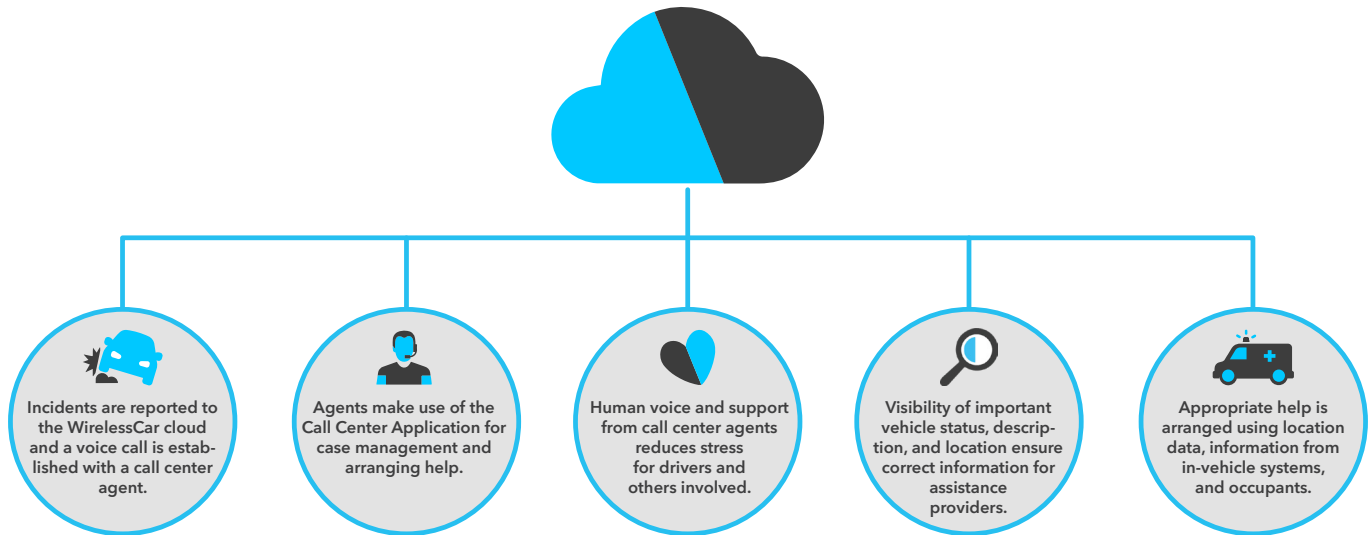 Incidents are reported to
the WirelessCar cloud
and a voice call is estab-
lished with a call center
agent.
Agents make use of the
Call Center Application for
case management and
arranging help.
Human voice and support
from call center agents
reduces stress
for drivers and
others involved.
Visibility of important
vehicle status, descrip-
tion, and location ensure
correct information for
assistance
providers.
Appropriate help is
arranged using location
data, information from
in-vehicle systems,
and occupants.